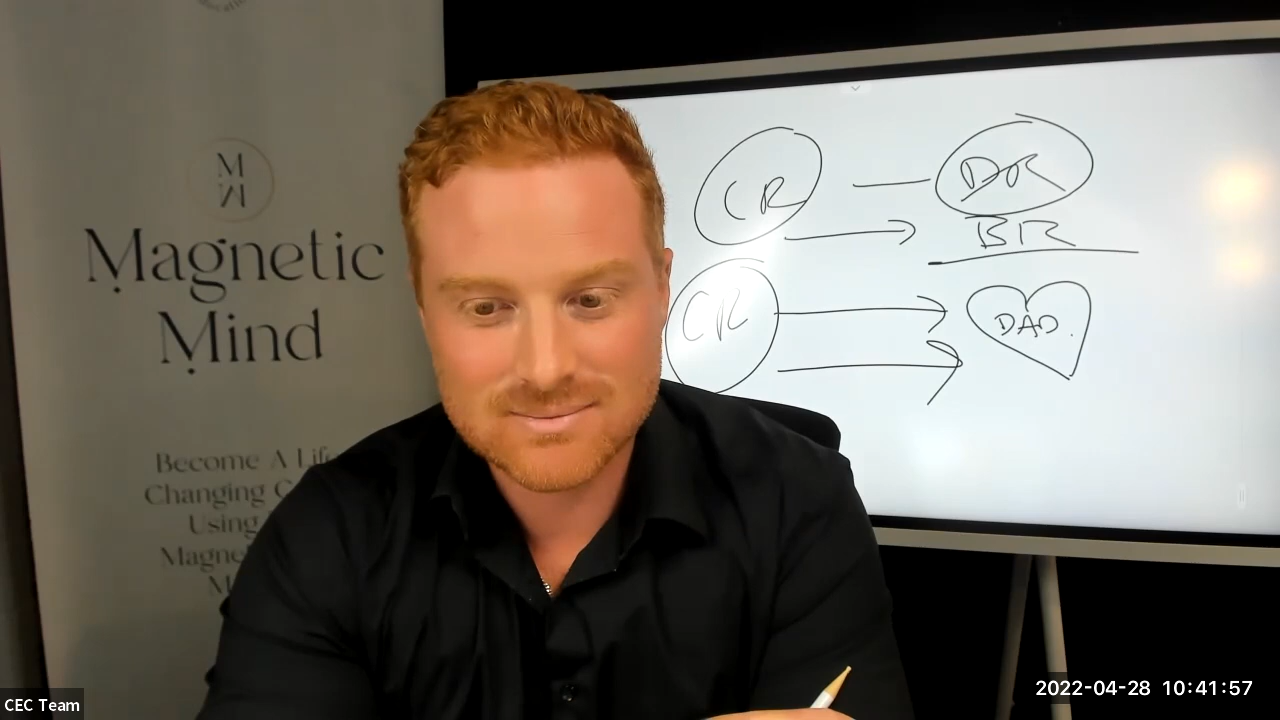 M
M
Magnetic
Mind
Become A Life
Changing C
Using
Magne
M
CR
DR
BR
CR
DAD.
CEC Team
2022-04-28 10:41:57